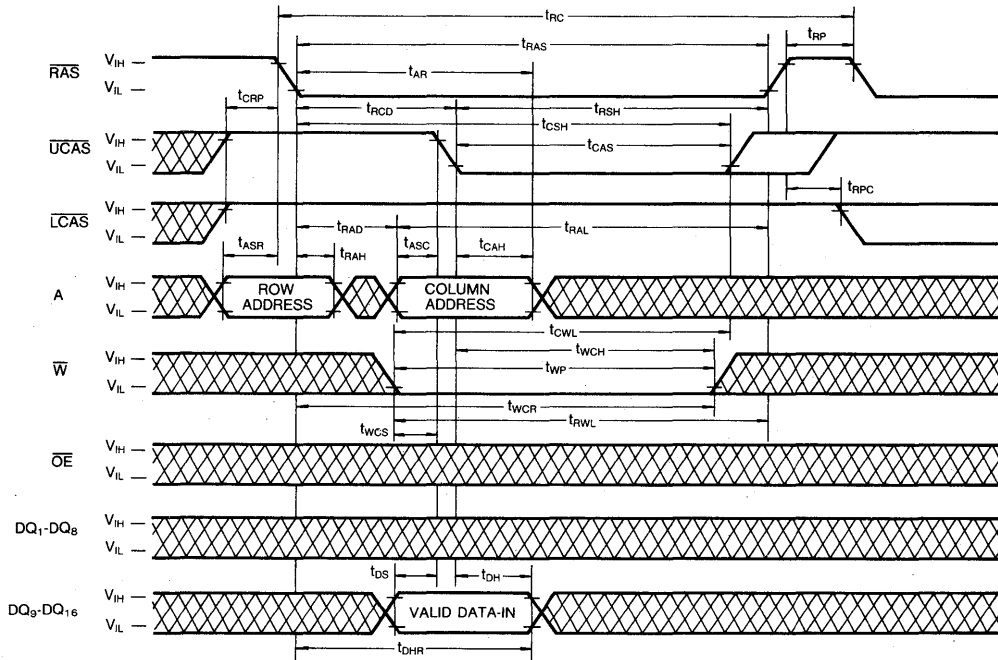 tRC
tRAS
tRP
tAR
RAS
VIH
VIL
tCRP
tRCD
tRSH
tCSH
UCAS
VIH
VIL
tCAS
tRPC
LCAS
VIH
VIL
tRAD
tRAL
tASR
tRAH
tASC
tCAH
A
VIH
VIL
ROW ADDRESS
COLUMN ADDRESS
tCWL
tWCH
W
VIH
VIL
tWP
tWCR
tRWL
tWCS
OE
VIH
VIL
DQ1-DQ8
VIH
VIL
tDS
tDH
DQ9-DQ16
VIH
VIL
VALID DATA-IN
tDHR